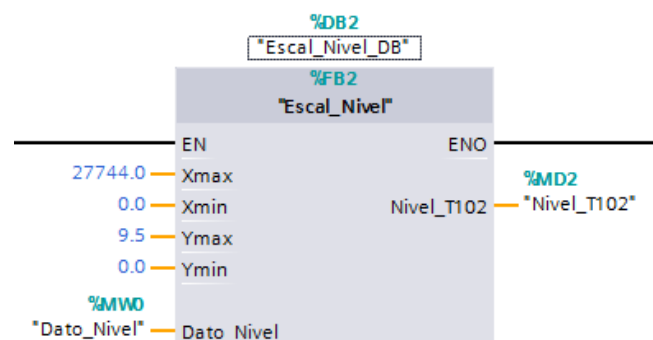 %DB2
"Escal_Nivel_DB"
%FB2
"Escal_Nivel"
EN ENO
27744.0 Xmax
%MD2
0.0 Xmin Nivel_T102 "Nivel_T102"
9.5 Ymax
0.0 Ymin
%MW0
"Dato_Nivel" Dato_Nivel